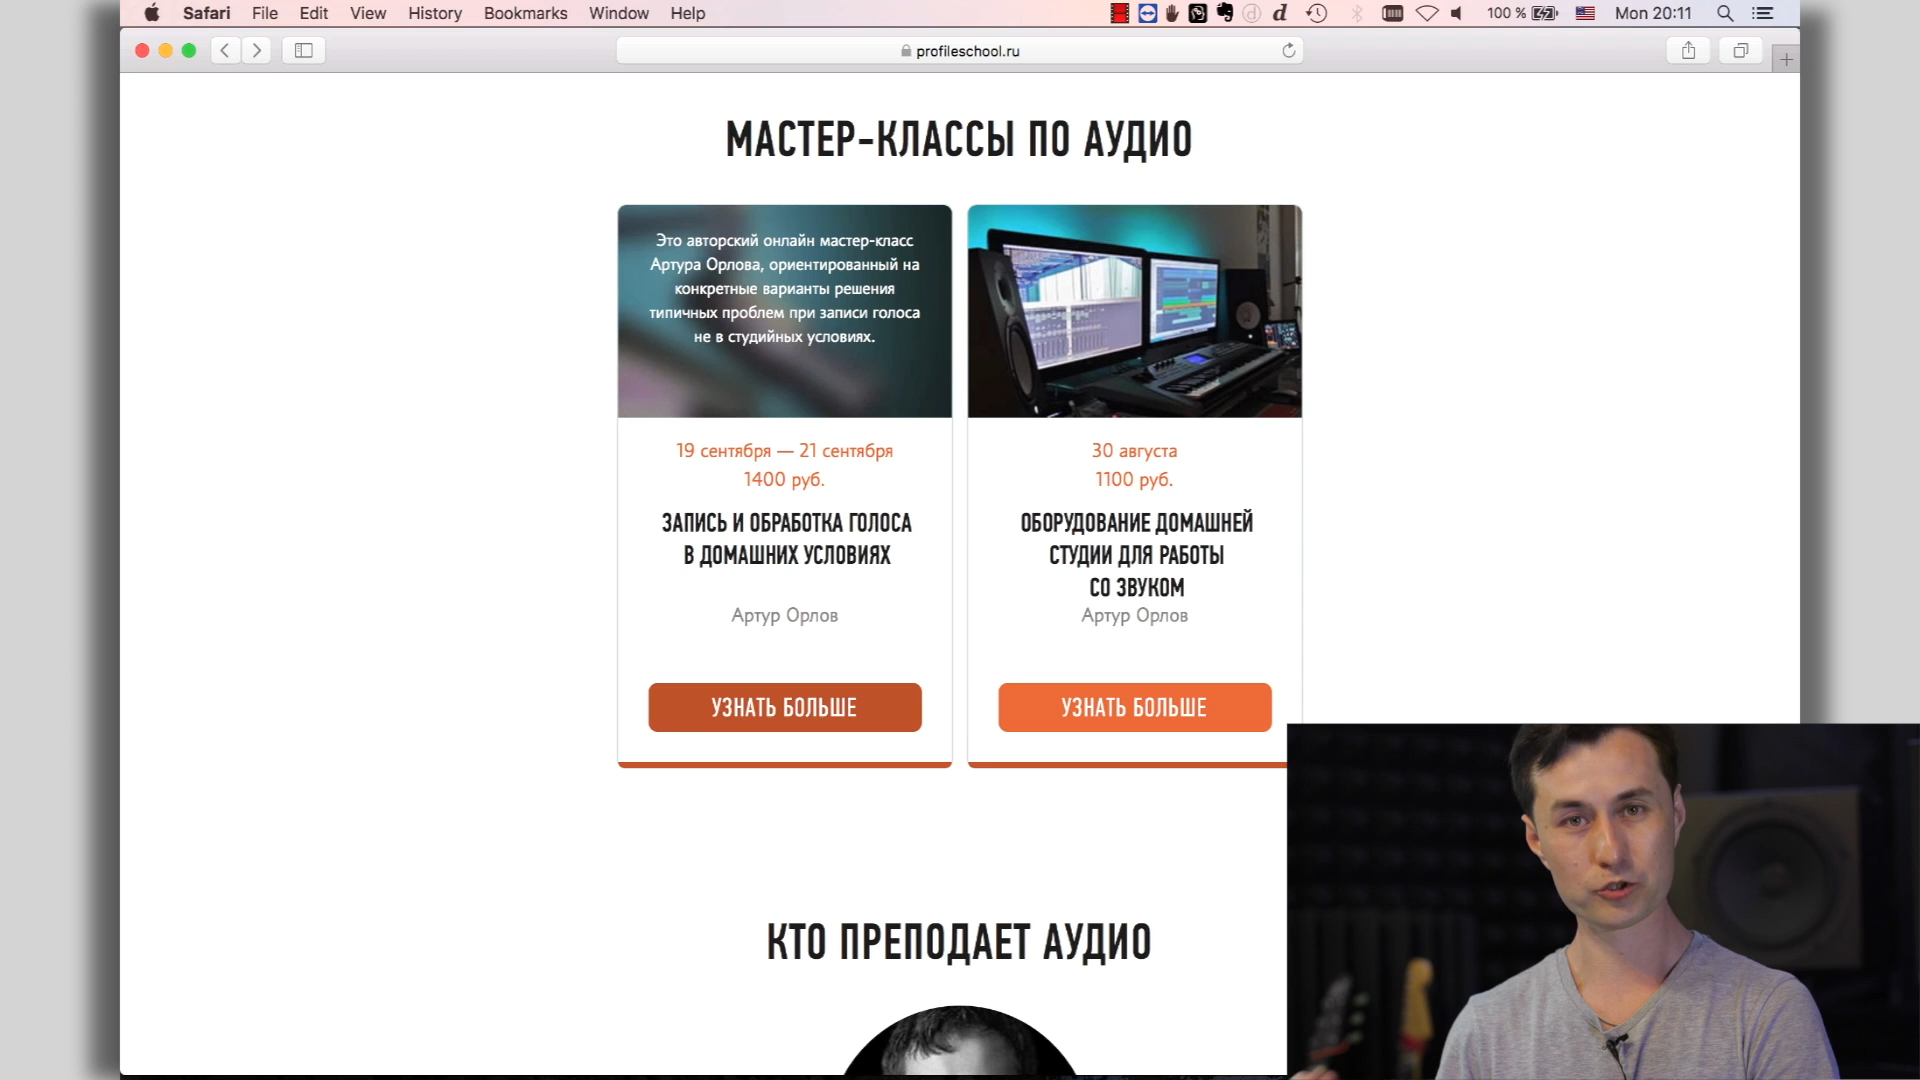 Safari File Edit View History Bookmarks Window Help
100 % Mon 20:11
profileschool.ru
МАСТЕР-КЛАССЫ ПО АУДИО
Это авторский онлайн мастер-класс
Артура Орлова, ориентированный на
конкретные варианты решения
типичных проблем при записи голоса
не в студийных условиях.
19 сентября — 21 сентября
1400 руб.
ЗАПИСЬ И ОБРАБОТКА ГОЛОСА
В ДОМАШНИХ УСЛОВИЯХ
Артур Орлов
УЗНАТЬ БОЛЬШЕ
30 августа
1100 руб.
ОБОРУДОВАНИЕ ДОМАШНЕЙ
СТУДИИ ДЛЯ РАБОТЫ
СО ЗВУКОМ
Артур Орлов
УЗНАТЬ БОЛЬШЕ
КТО ПРЕПОДАЕТ АУДИО